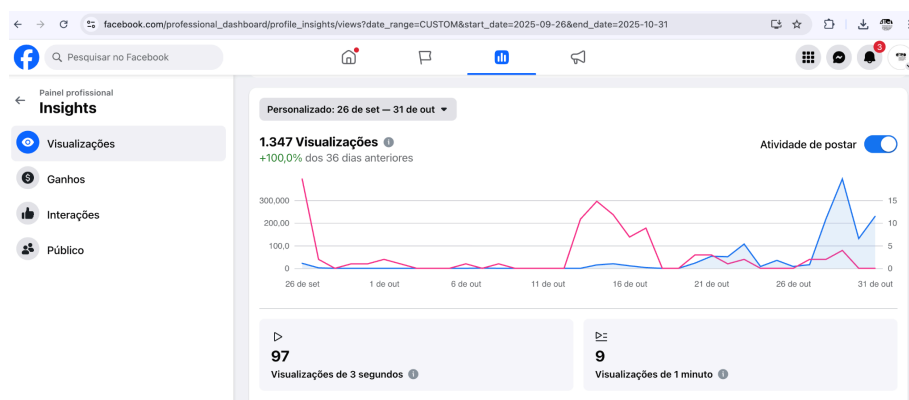 facebook.com/professional_dashboard/profile_insights/views?date_range=CUSTOM&start_date=2025-09-26&end_date=2025-10-31
Pesquisar no Facebook
3
Painel profissional
Insights
Visualizações
Ganhos
Interações
Público
Personalizado: 26 de set — 31 de out
1.347 Visualizações
+100,0% dos 36 dias anteriores
Atividade de postar
300,000 15
200,00 10
100,0 5
0 0
26 de set 1 de out 6 de out 11 de out 16 de out 21 de out 26 de out 31 de out
97
Visualizações de 3 segundos
9
Visualizações de 1 minuto